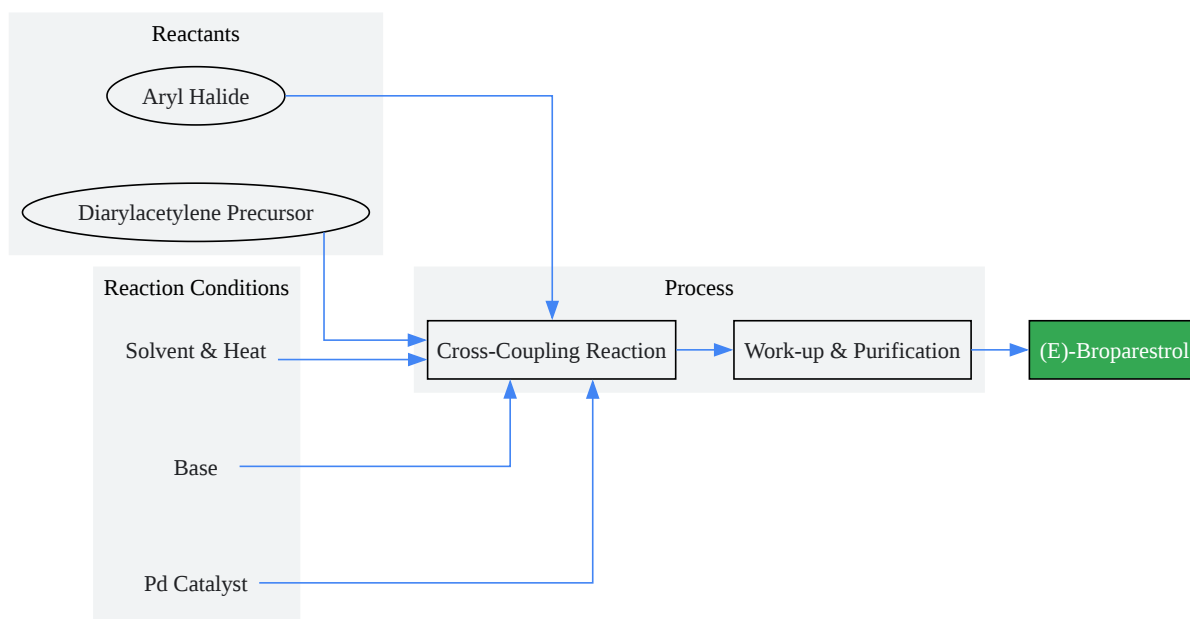 Reactants
Aryl Halide
Diarylacetylene Precursor
Reaction Conditions
Solvent & Heat
Base
Pd Catalyst
Process
Cross-Coupling Reaction
Work-up & Purification
(E)-Broparestrol